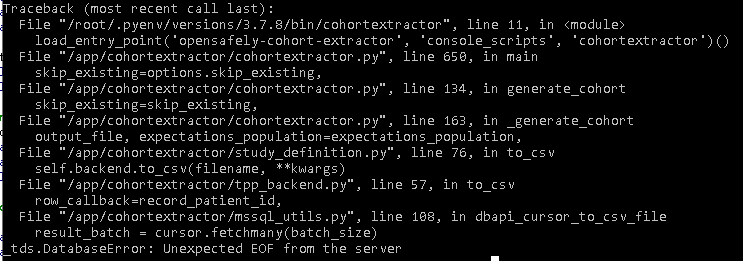 Traceback (most recent call last):
File "/root/.pyenv/versions/3.7.8/bin/cohortextractor", line 11, in <module>
load_entry_point('opensafely-cohort-extractor', 'console_scripts', 'cohortextractor')()
File "/app/cohortextractor/cohortextractor.py", line 650, in main
skip_existing=options.skip_existing,
File "/app/cohortextractor/cohortextractor.py", line 134, in generate_cohort
skip_existing=skip_existing,
File "/app/cohortextractor/cohortextractor.py", line 163, in _generate_cohort
output_file, expectations_population=expectations_population,
File "/app/cohortextractor/study_definition.py", line 76, in to_csv
self.backend.to_csv(filename, **kwargs)
File "/app/cohortextractor/tpp_backend.py", line 57, in to_csv
row_callback=record_patient_id,
File "/app/cohortextractor/mssql_utils.py", line 108, in dbapi_cursor_to_csv_file
result_batch = cursor.fetchmany(batch_size)
_tds.DatabaseError: Unexpected EOF from the server